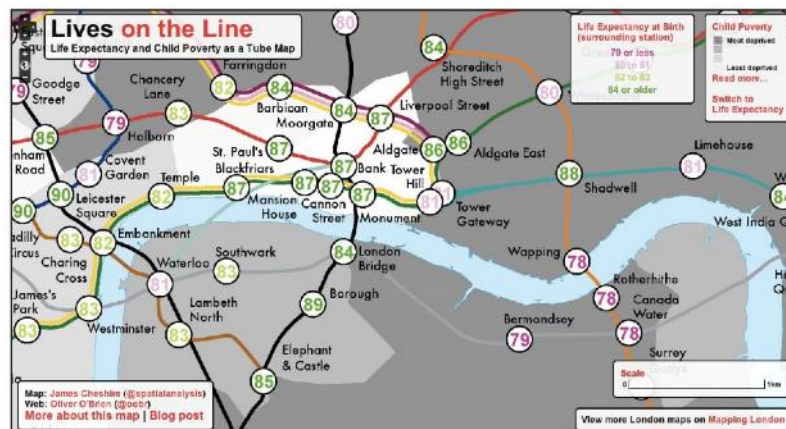 Lives on the Line
Life Expectancy and Child Poverty as a Tube Map
Life Expectancy at Birth
(surrounding station)
79 or less
80 to 81
82 to 83
84 or older
Child Poverty
Most deprived
Least deprived
Read more...
Switch to
Life Expectancy
80
84
Shoreditch
High Street
80
79
Goodge
Street
79
Chancery
Lane
83
Farringdon
82
84
Barbican
Moorgate
84
Liverpool Street
87
85
Road
79
Holborn
81
Covent
Garden
St. Paul's
87
Blackfriars
87
Bank
Aldgate
86
86
Aldgate East
Tower
Hill
81
Tower
Gateway
88
Shadwell
81
Limehouse
84
90
Leicester
Square
90
Temple
82
87
Mansion
House
87
Cannon
Street
87
87
Monument
West India
Circus
83
Charing
Cross
82
Embankment
Waterloo
81
Southwark
83
84
London
Bridge
Wapping
78
Rotherhithe
78
Canada
Water
78
Surrey
James's
Park
83
83
Westminster
83
Lambeth
North
89
Borough
Bermondsey
79
Elephant
& Castle
85
Scale
0
1km
Map: James Cheshire (@spatialanalysis)
Web: Oliver O'Brien (@oobr)
More about this map | Blog post
View more London maps on Mapping London